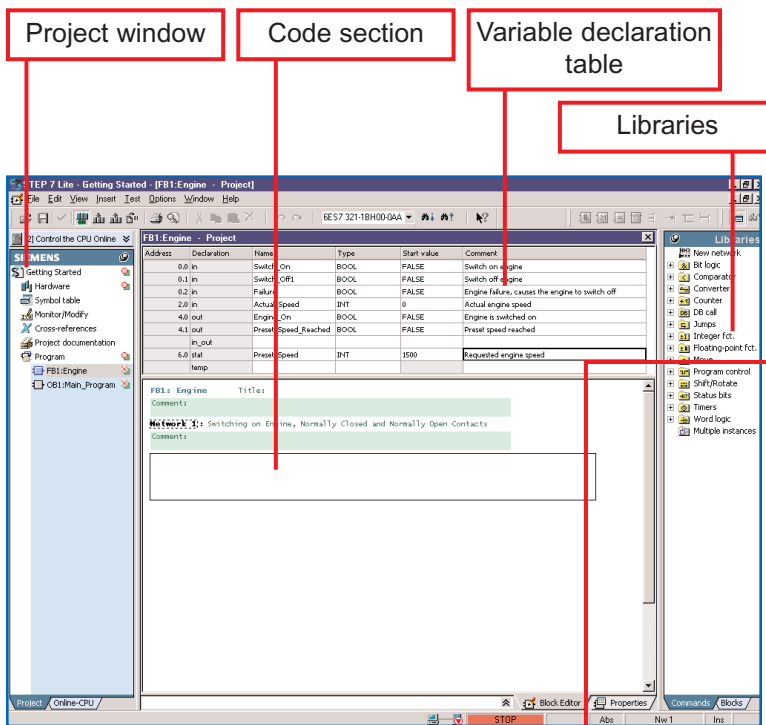 Project window
Code section
Variable declaration
table
Libraries
STEP 7 Lite - Getting Started - [FB1:Engine - Project]
File Edit View Insert Test Options Window Help
6ES7 321-1BH00-0AA
Control the CPU Online
SIEMENS
Getting Started
Hardware
Symbol table
Monitor/Modify
Cross-references
Project documentation
Program
FB1:Engine
OB1:Main_Program
FB1:Engine - Project
Address Declaration Name Type Start value Comment
0.0 in Switch_On BOOL FALSE Switch on engine
0.1 in Switch_Off1 BOOL FALSE Switch off engine
0.2 in Failure BOOL FALSE Engine failure, causes the engine to switch off
2.0 in Actual_Speed INT 0 Actual engine speed
4.0 out Engine_On BOOL FALSE Engine is switched on
4.1 out Preset_Speed_Reached BOOL FALSE Preset speed reached
in_out
6.0 stat Preset_Speed INT 1500 Requested engine speed
temp
FB1: Engine Title:
Comment:
Network 1: Switching on Engine, Normally Closed and Normally Open Contacts
Comment:
Libraries
New network
Bit logic
Comparator
Converter
Counter
DB call
Jumps
Integer fct.
Floating-point fct.
Move
Program control
Shift/Rotate
Status bits
Timers
Word logic
Multiple instances
Project Online-CPU
Block Editor Properties
Commands Blocks
STOP Abs Nw 1 Ins